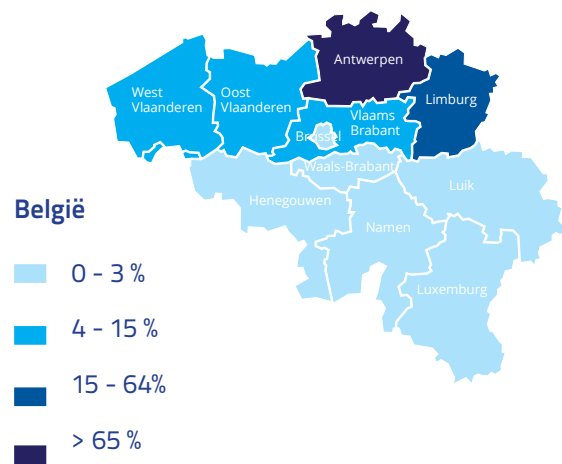 Antwerpen
West
Vlaanderen
Oost
Vlaanderen
Limburg
Vlaams
Brabant
Brussel
Waals-Brabant
Luik
Henegouwen
Namen
Luxemburg
België
0 - 3 %
4 - 15 %
15 - 64%
> 65 %